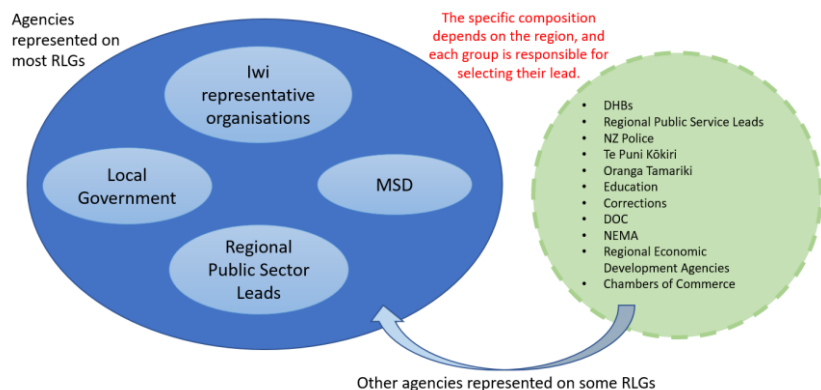 Agencies
represented on
most RLGs
The specific composition
depends on the region, and
each group is responsible for
selecting their lead.
Iwi
representative
organisations
Local
Government
MSD
Regional
Public Sector
Leads
• DHBs
• Regional Public Service Leads
• NZ Police
• Te Puni Kōkiri
• Oranga Tamariki
• Education
• Corrections
• DOC
• NEMA
• Regional Economic
Development Agencies
• Chambers of Commerce
Other agencies represented on some RLGs